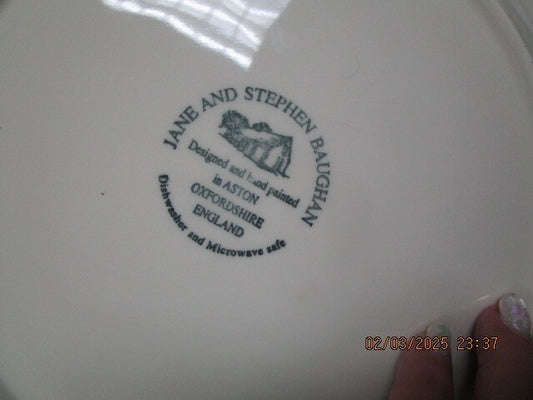 JANE AND STEPHEN BAUGHAN
Designed and hand painted
in ASTON
OXFORDSHIRE
ENGLAND
Dishwasher and Microwave safe
02/03/2025 23:37